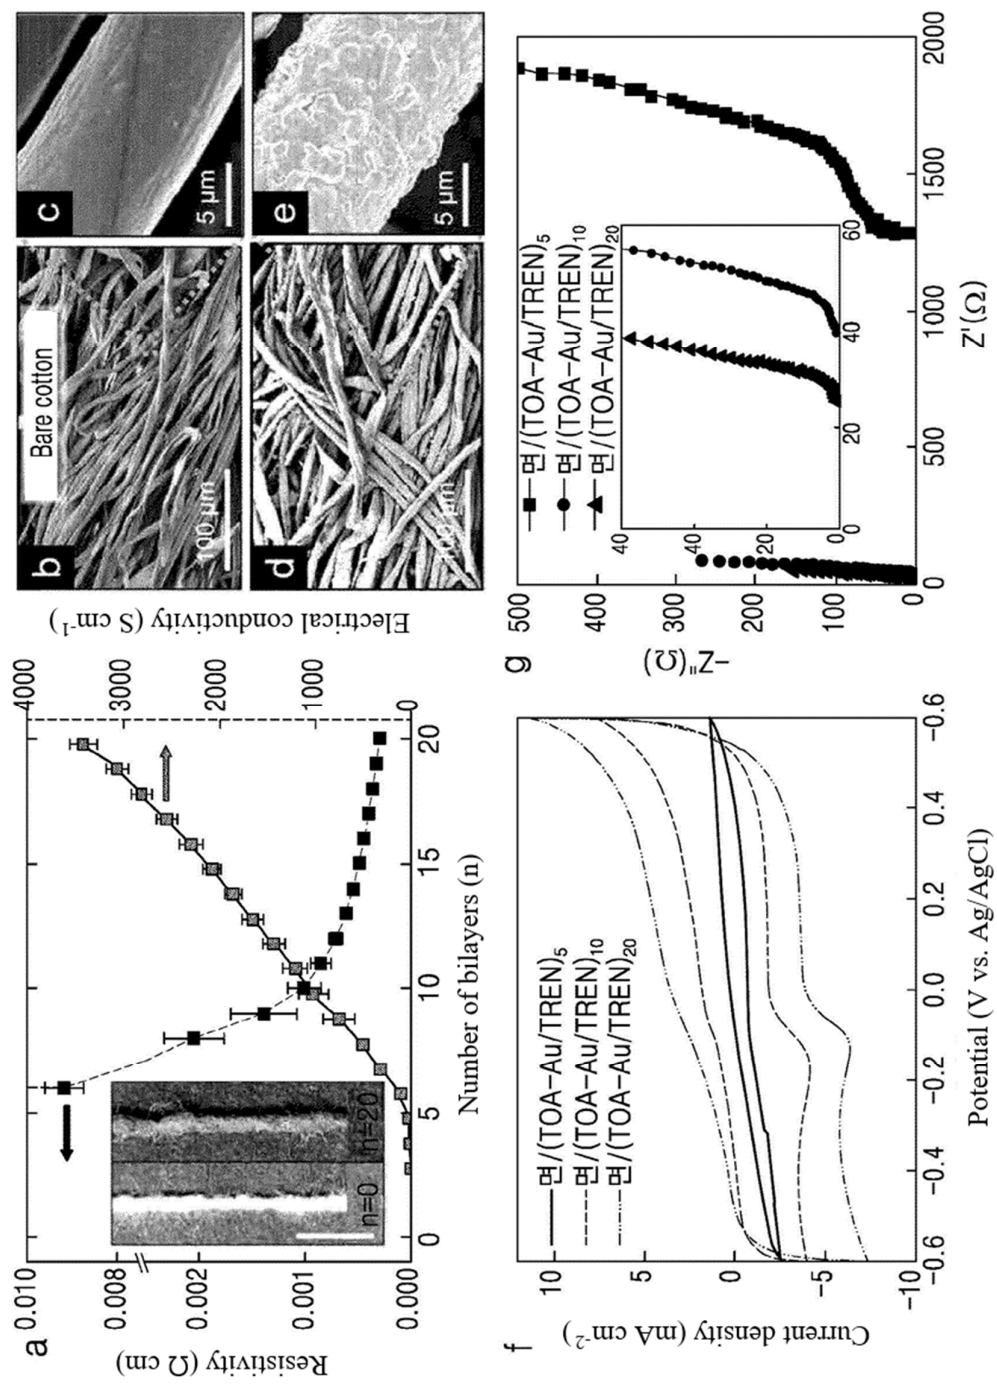 a
Resistivity (Ω cm)
0.010
0.008
0.002
0.001
0.000
Electrical conductivity (S cm⁻¹)
4000
3000
2000
1000
0
n=0
n=20
0
5
10
15
20
Number of bilayers (n)
b
Bare cotton
100 μm
c
5 μm
d
100 μm
e
5 μm
f
Current density (mA cm⁻²)
10
5
0
−5
−10
면/(TOA–Au/TREN)₅
면/(TOA–Au/TREN)₁₀
면/(TOA–Au/TREN)₂₀
−0.6
−0.4
−0.2
0.0
0.2
0.4
−0.6
Potential (V vs. Ag/AgCl)
g
−Z"(Ω)
500
400
300
200
100
0
면/(TOA–Au/TREN)₅
면/(TOA–Au/TREN)₁₀
면/(TOA–Au/TREN)₂₀
40
20
0
0
20
40
60
0
500
1000
1500
2000
Z'(Ω)